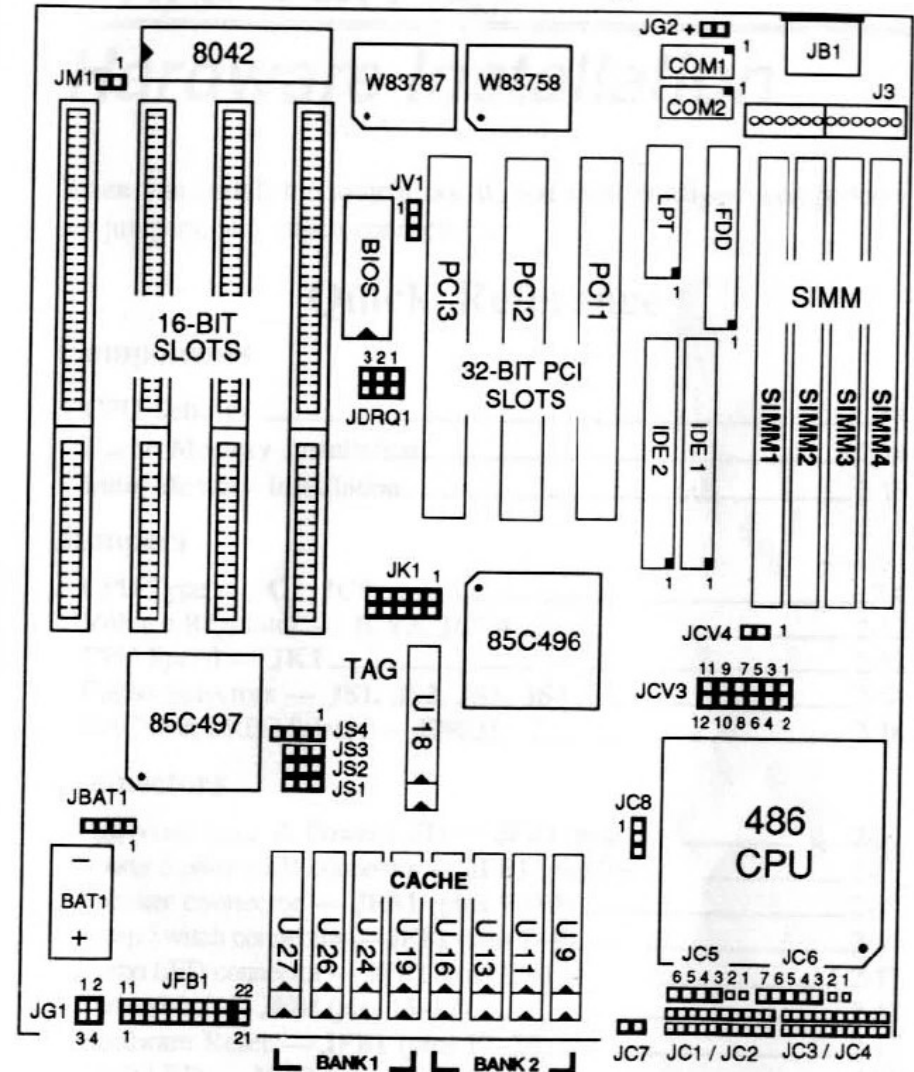 JG2 +
1
8042
JM1
1
W83787
W83758
COM1
1
COM2
1
JB1
J3
JV1
1
BIOS
PCI3
PCI2
PCI1
LPT
1
FDD
1
SIMM
16-BIT
SLOTS
32-BIT PCI
SLOTS
3 2 1
JDRQ1
IDE 2
1
IDE 1
1
SIMM1
SIMM2
SIMM3
SIMM4
JK1
1
85C496
JCV4
1
TAG
U 18
11 9 7 5 3 1
JCV3
12 10 8 6 4 2
85C497
1
JS4
JS3
JS2
JS1
JBAT1
1
JC8
1
486
CPU
BAT1
CACHE
U 27
U 26
U 24
U 19
U 16
U 13
U 11
U 9
JC5
JC6
6 5 4 3 2 1
7 6 5 4 3 2 1
1 2
JG1
3 4
11
JFB1
22
1
21
JC7
JC1 / JC2
JC3 / JC4
BANK 1
BANK 2